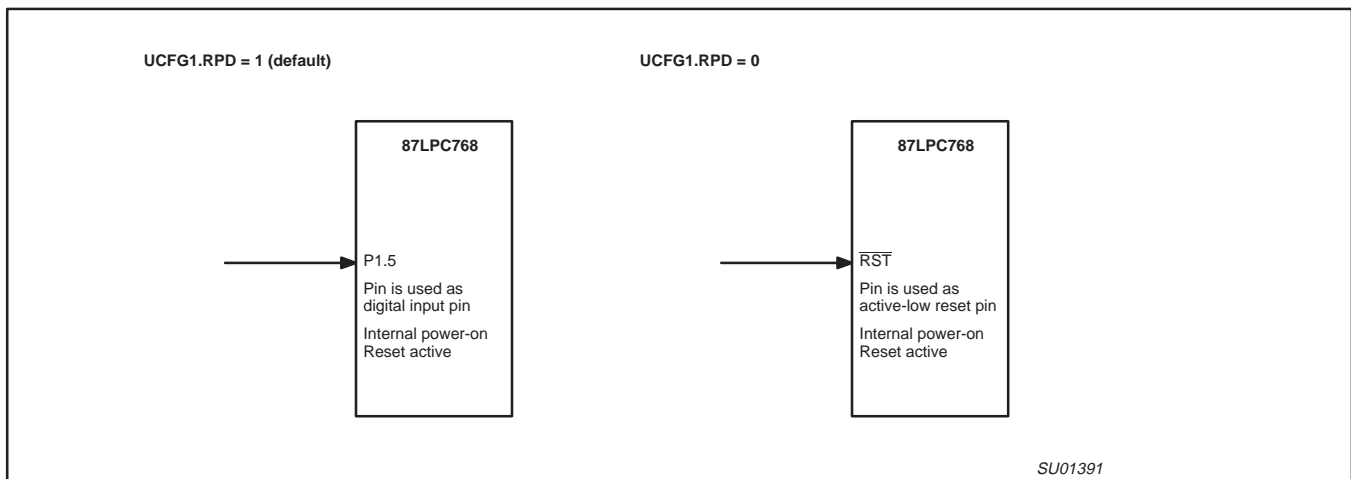 UCFG1.RPD = 1 (default)
UCFG1.RPD = 0
87LPC768
P1.5
Pin is used as
digital input pin
Internal power-on
Reset active
87LPC768
R̅S̅T̅
Pin is used as
active-low reset pin
Internal power-on
Reset active
SU01391